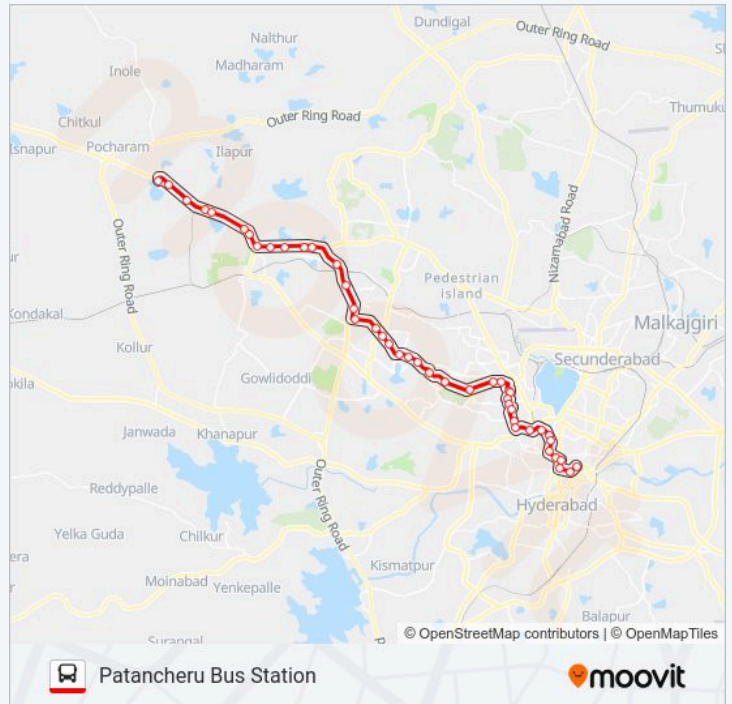 Dundigal
Nalthur
Outer Ring Road
Madharam
Inole
Chitkul
Outer Ring Road
Thumuku
Isnapur
Pocharam
Ilapur
Nizamabad Road
Outer Ring Road
Pedestrian
island
Kondakal
Malkajgiri
Kollur
Secunderabad
Gowlidoddi
Janwada
Khanapur
Outer Ring Road
Reddypalle
Hyderabad
Yelka Guda
Chilkur
Kismatpur
Moinabad
Yenkepalle
Balapur
Surangal
© OpenStreetMap contributors | © OpenMapTiles
Patancheru Bus Station
moovit